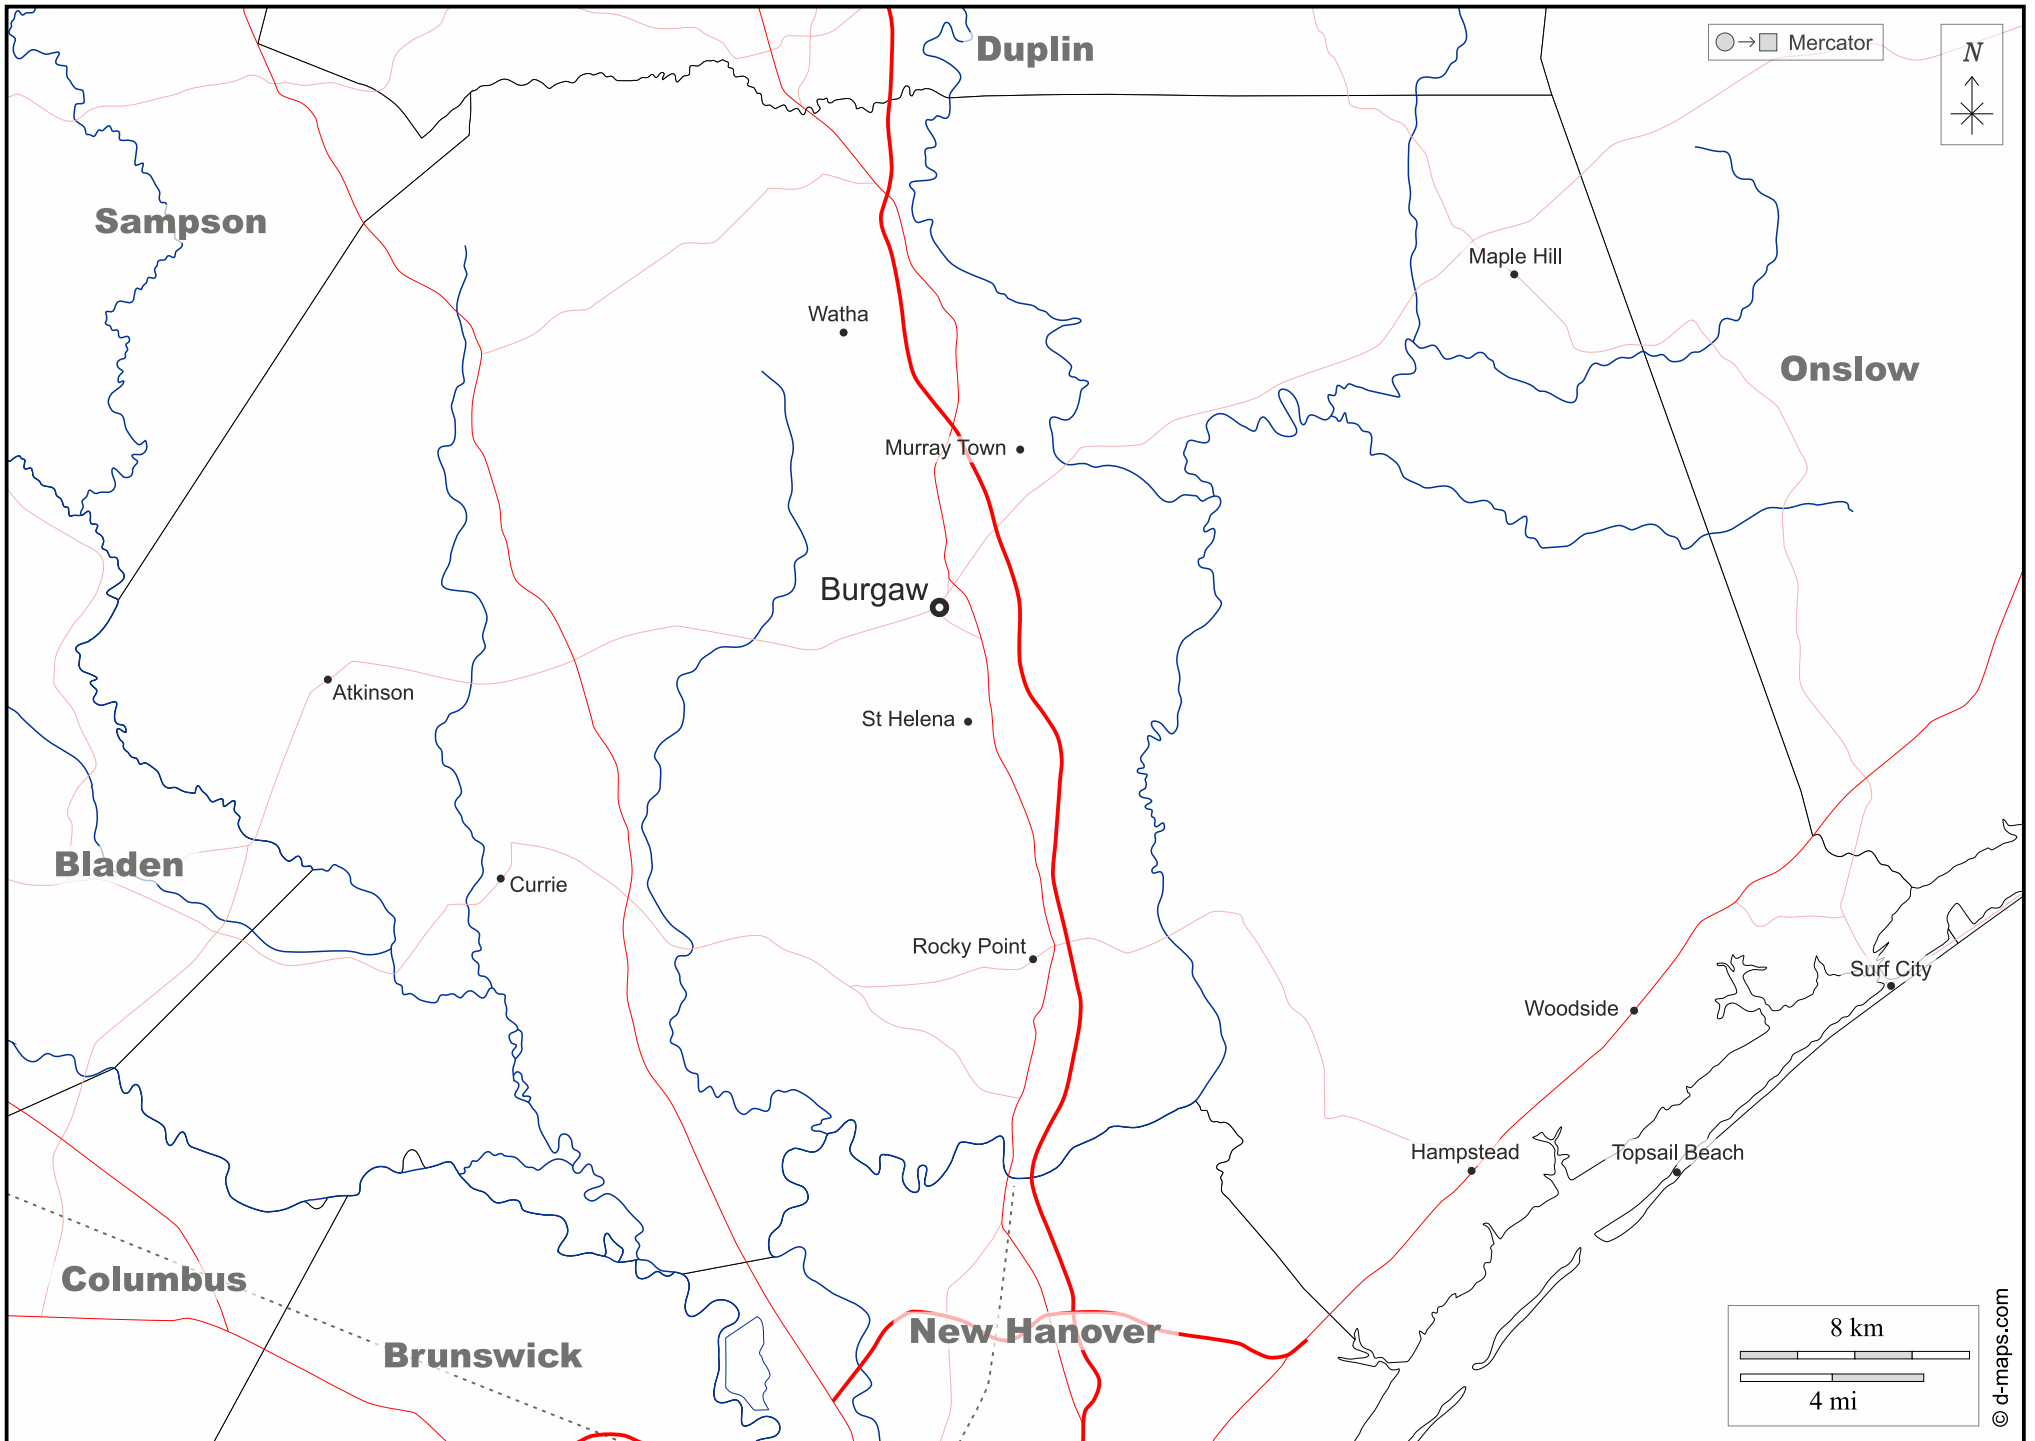 Duplin
Mercator
N
Sampson
Maple Hill
Watha
Onslow
Murray Town
Burgaw
Atkinson
St Helena
Bladen
Currie
Rocky Point
Surf City
Woodside
Hampstead
Topsail Beach
Columbus
New Hanover
Brunswick
8 km
4 mi
© d-maps.com